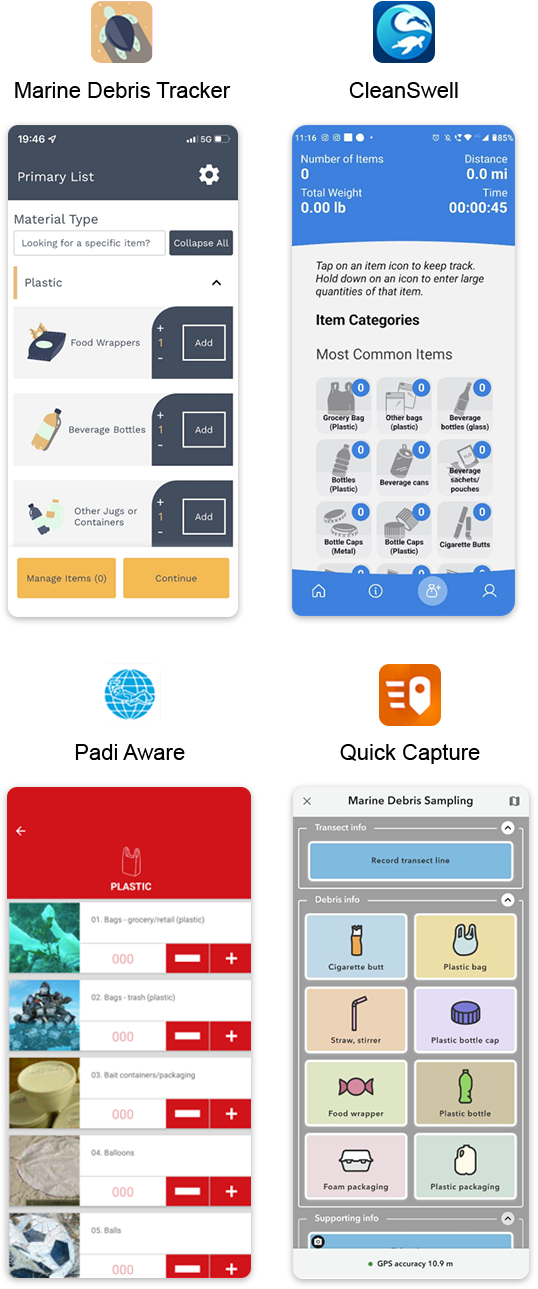 Marine Debris Tracker
19:46
5G
Primary List
Material Type
Looking for a specific item?
Collapse All
Plastic
Food Wrappers
+
1
-
Add
Beverage Bottles
+
1
-
Add
Other Jugs or
Containers
+
1
-
Add
Manage Items (0)
Continue
CleanSwell
11:16
85%
Number of Items
0
Distance
0.0 mi
Total Weight
0.00 lb
Time
00:00:45
Tap on an item icon to keep track.
Hold down on an icon to enter large
quantities of that item.
Item Categories
Most Common Items
0
Grocery Bag
(Plastic)
0
Other bags
(plastic)
0
Beverage
bottles (glass)
0
Bottles
(Plastic)
0
Beverage cans
0
Beverage
sachets/
pouches
0
Bottle Caps
(Metal)
0
Bottle Caps
(Plastic)
0
Cigarette Butts
0
0
0
Padi Aware
PLASTIC
01. Bags - grocery/retail (plastic)
000
+
02. Bags - trash (plastic)
000
+
03. Bait containers/packaging
000
+
04. Balloons
000
+
05. Balls
000
+
Quick Capture
Marine Debris Sampling
Transect info
Record transect line
Debris info
Cigarette butt
Plastic bag
Straw, stirrer
Plastic bottle cap
Food wrapper
Plastic bottle
Foam packaging
Plastic packaging
Supporting info
GPS accuracy 10.9 m